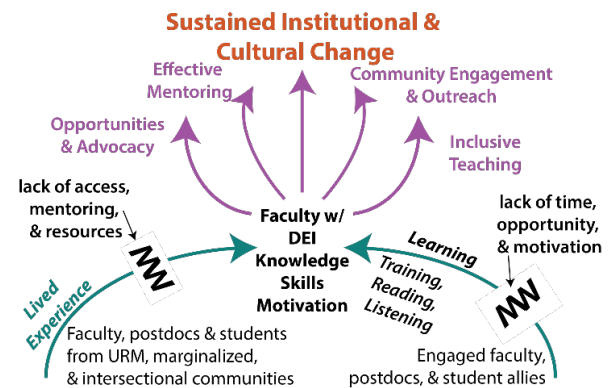 Sustained Institutional &
Cultural Change
Effective
Mentoring
Community Engagement
& Outreach
Opportunities
& Advocacy
Inclusive
Teaching
lack of access,
mentoring,
& resources
Faculty w/
DEI
Knowledge
Skills
Motivation
lack of time,
opportunity,
& motivation
Lived
Experience
Learning
Training,
Reading,
Listening
Faculty, postdocs & students
from URM, marginalized,
& intersectional communities
Engaged faculty,
postdocs, & student allies